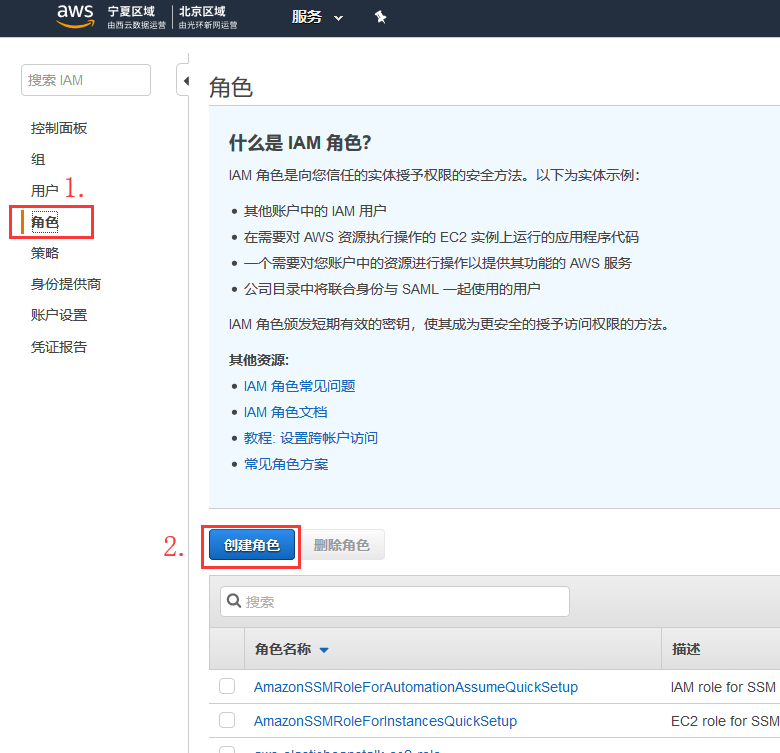 aws
宁夏区域
由西云数据运营
北京区域
由光环新网运营
服务
搜索 IAM
控制面板
组
用户
1.
角色
策略
身份提供商
账户设置
凭证报告
角色
什么是 IAM 角色?
IAM 角色是向您信任的实体授予权限的安全方法。以下为实体示例：
其他账户中的 IAM 用户
在需要对 AWS 资源执行操作的 EC2 实例上运行的应用程序代码
一个需要对您账户中的资源进行操作以提供其功能的 AWS 服务
公司目录中将联合身份与 SAML 一起使用的用户
IAM 角色颁发短期有效的密钥，使其成为更安全的授予访问权限的方法。
其他资源:
IAM 角色常见问题
IAM 角色文档
教程: 设置跨帐户访问
常见角色方案
2.
创建角色 删除角色
搜索
角色名称 描述
AmazonSSMRoleForAutomationAssumeQuickSetup IAM role for SSM
AmazonSSMRoleForInstancesQuickSetup EC2 role for SSM